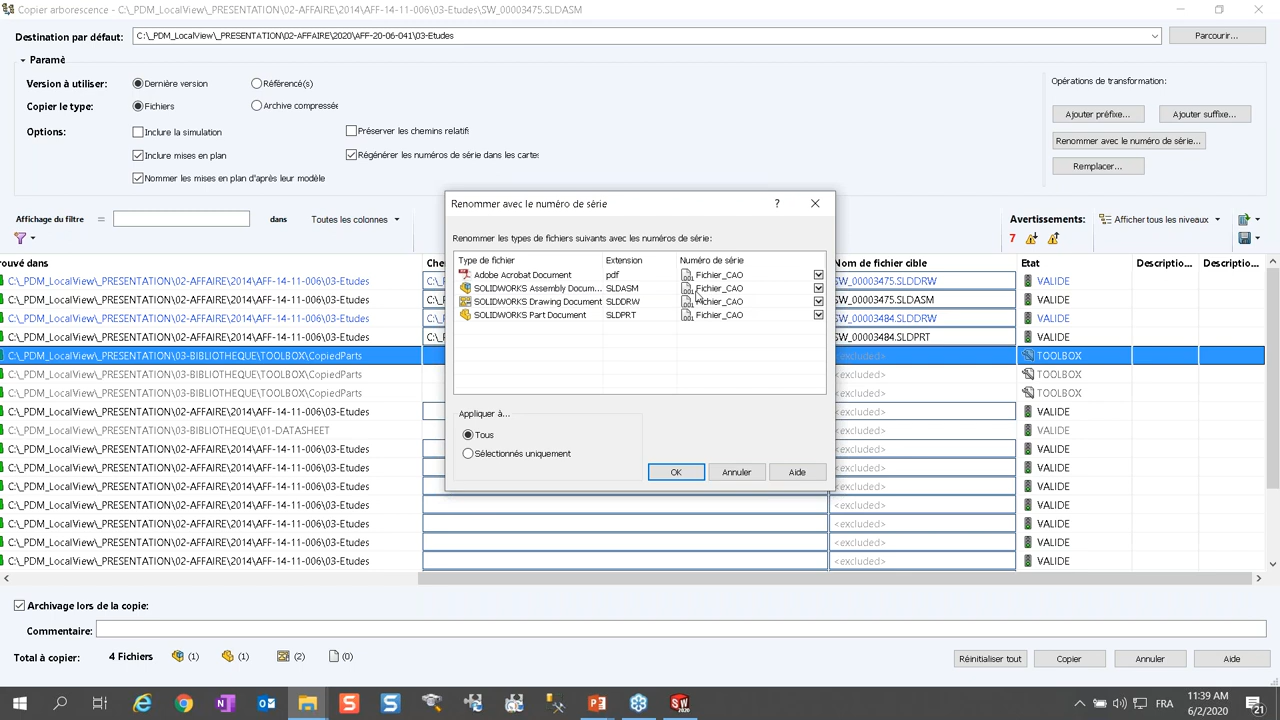 Copier arborescence - C:\_PDM_LocalView\_PRESENTATION\02-AFFAIRE\2014\AFF-14-11-006\03-Etudes\SW_00003475.SLDASM
Destination par défaut: C:\_PDM_LocalView\_PRESENTATION\02-AFFAIRE\2020\AFF-20-06-041\03-Etudes Parcourir...
Paramè
Version à utiliser: Dernière version Référencé(s) Opérations de transformation:
Copier le type: Fichiers Archive compressée
Ajouter préfixe... Ajouter suffixe...
Options: Inclure la simulation Préserver les chemins relatifs
Renommer avec le numéro de série...
Inclure mises en plan Régénérer les numéros de série dans les cartes
Remplacer...
Nommer les mises en plan d'après leur modèle
Affichage du filtre = dans Toutes les colonnes Avertissements: Afficher tous les niveaux
7
Renommer avec le numéro de série ?
Renommer les types de fichiers suivants avec les numéros de série:
Type de fichier Extension Numéro de série
Adobe Acrobat Document pdf Fichier_CAO
SOLIDWORKS Assembly Docum... SLDASM Fichier_CAO
SOLIDWORKS Drawing Document SLDDRW Fichier_CAO
SOLIDWORKS Part Document SLDPRT Fichier_CAO
Appliquer à...
Tous
Sélectionnés uniquement
OK Annuler Aide
rouvé dans Che Nom de fichier cible Etat Descriptio... Descriptio...
C:\_PDM_LocalView\_PRESENTATION\02-AFFAIRE\2014\AFF-14-11-006\03-Etudes C:\ SW_00003475.SLDDRW VALIDE
C:\_PDM_LocalView\_PRESENTATION\02-AFFAIRE\2014\AFF-14-11-006\03-Etudes C:\ SW_00003475.SLDASM VALIDE
C:\_PDM_LocalView\_PRESENTATION\02-AFFAIRE\2014\AFF-14-11-006\03-Etudes C:\ SW_00003484.SLDDRW VALIDE
C:\_PDM_LocalView\_PRESENTATION\02-AFFAIRE\2014\AFF-14-11-006\03-Etudes C:\ SW_00003484.SLDPRT VALIDE
C:\_PDM_LocalView\_PRESENTATION\03-BIBLIOTHEQUE\TOOLBOX\CopiedParts <excluded> TOOLBOX
C:\_PDM_LocalView\_PRESENTATION\03-BIBLIOTHEQUE\TOOLBOX\CopiedParts <excluded> TOOLBOX
C:\_PDM_LocalView\_PRESENTATION\03-BIBLIOTHEQUE\TOOLBOX\CopiedParts <excluded> TOOLBOX
C:\_PDM_LocalView\_PRESENTATION\02-AFFAIRE\2014\AFF-14-11-006\03-Etudes <excluded> VALIDE
C:\_PDM_LocalView\_PRESENTATION\03-BIBLIOTHEQUE\01-DATASHEET <excluded> VALIDE
C:\_PDM_LocalView\_PRESENTATION\02-AFFAIRE\2014\AFF-14-11-006\03-Etudes <excluded> VALIDE
C:\_PDM_LocalView\_PRESENTATION\02-AFFAIRE\2014\AFF-14-11-006\03-Etudes <excluded> VALIDE
C:\_PDM_LocalView\_PRESENTATION\02-AFFAIRE\2014\AFF-14-11-006\03-Etudes <excluded> VALIDE
C:\_PDM_LocalView\_PRESENTATION\02-AFFAIRE\2014\AFF-14-11-006\03-Etudes <excluded> VALIDE
C:\_PDM_LocalView\_PRESENTATION\02-AFFAIRE\2014\AFF-14-11-006\03-Etudes <excluded> VALIDE
C:\_PDM_LocalView\_PRESENTATION\02-AFFAIRE\2014\AFF-14-11-006\03-Etudes <excluded> VALIDE
C:\_PDM_LocalView\_PRESENTATION\02-AFFAIRE\2014\AFF-14-11-006\03-Etudes <excluded> VALIDE
Archivage lors de la copie:
Commentaire:
Total à copier: 4 Fichiers (1) (1) (2) (0) Réinitialiser tout Copier Annuler Aide
FRA 11:39 AM
6/2/2020 21